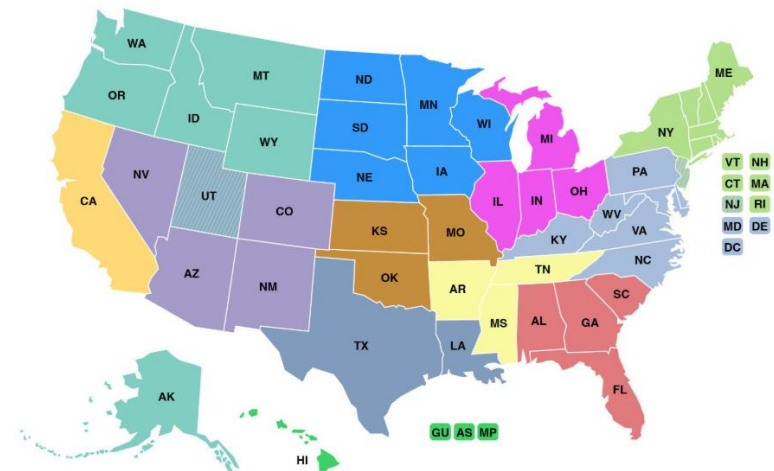 WA
MT
ND
MN
ME
OR
ID
SD
WI
MI
NY
WY
VT NH
IA
PA
CT MA
NV
UT
NE
IL
IN
OH
NJ RI
CA
CO
WV
MD DE
KS
MO
KY
VA
DC
AZ
NM
OK
AR
TN
NC
SC
MS
AL
GA
TX
LA
FL
AK
GU AS MP
HI